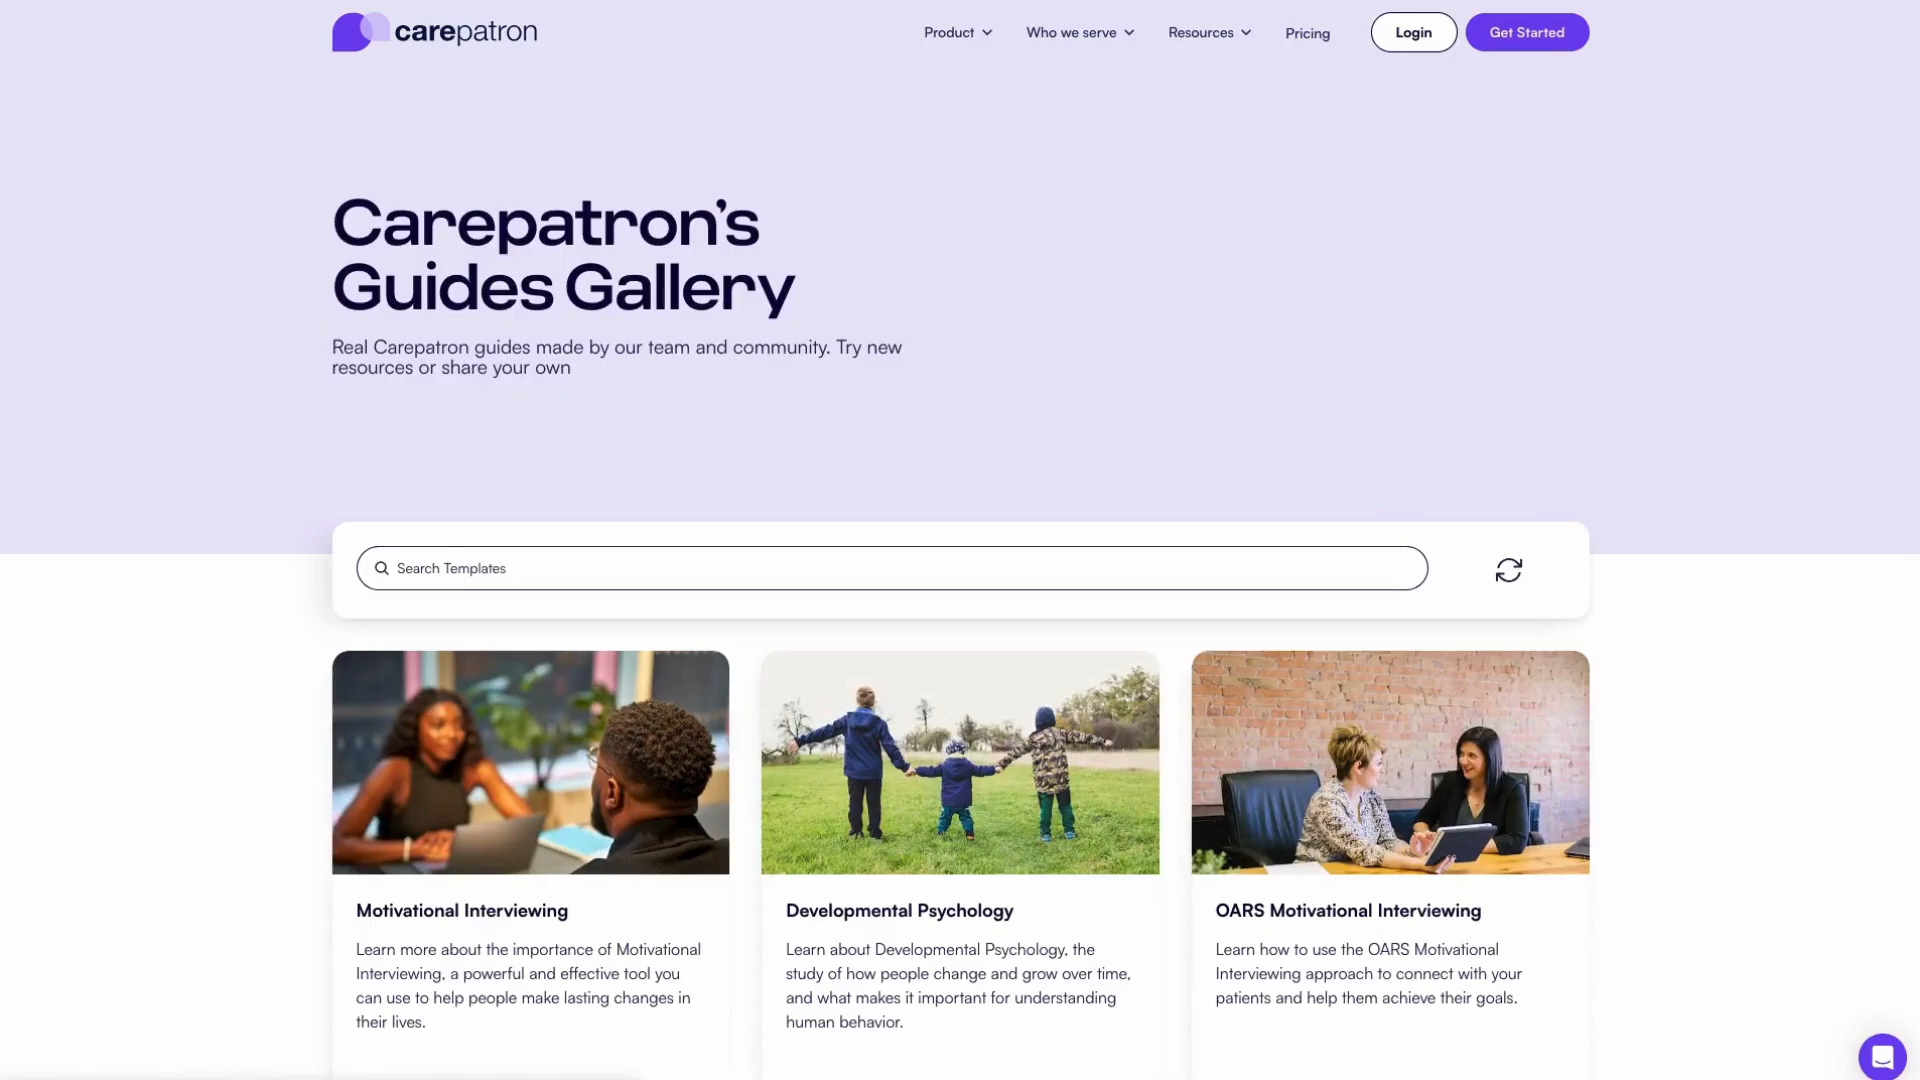 carepatron
Product
Who we serve
Resources
Pricing
Login
Get Started
Carepatron's
Guides Gallery
Real Carepatron guides made by our team and community. Try new
resources or share your own
Search Templates
Motivational Interviewing
Learn more about the importance of Motivational
Interviewing, a powerful and effective tool you
can use to help people make lasting changes in
their lives.
Developmental Psychology
Learn about Developmental Psychology, the
study of how people change and grow over time,
and what makes it important for understanding
human behavior.
OARS Motivational Interviewing
Learn how to use the OARS Motivational
Interviewing approach to connect with your
patients and help them achieve their goals.